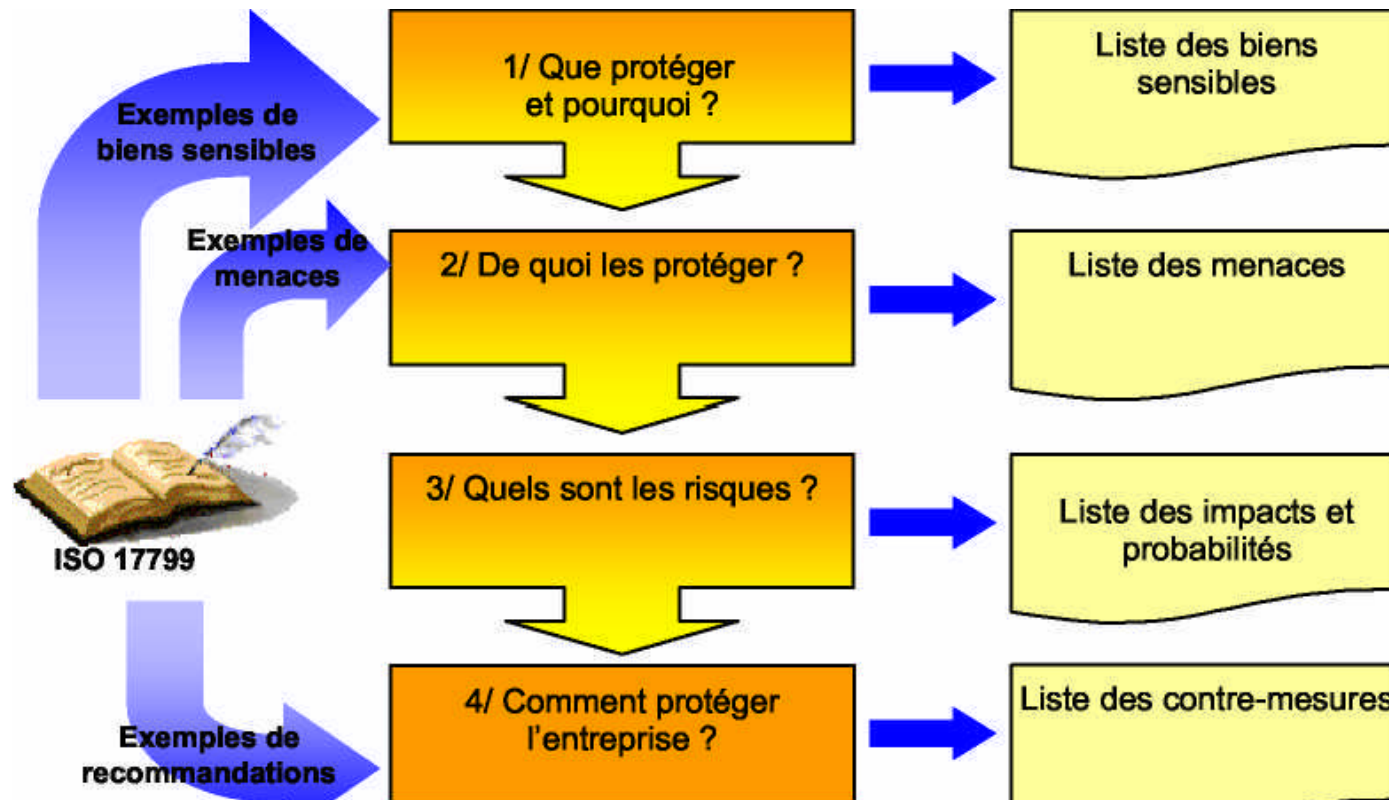 1/ Que protéger
et pourquoi ?
Liste des biens
sensibles
Exemples de
biens sensibles
Exemples de
menaces
2/ De quoi les protéger ?
Liste des menaces
3/ Quels sont les risques ?
Liste des impacts et
probabilités
ISO 17799
4/ Comment protéger
l'entreprise ?
Liste des contre-mesures
Exemples de
recommandations